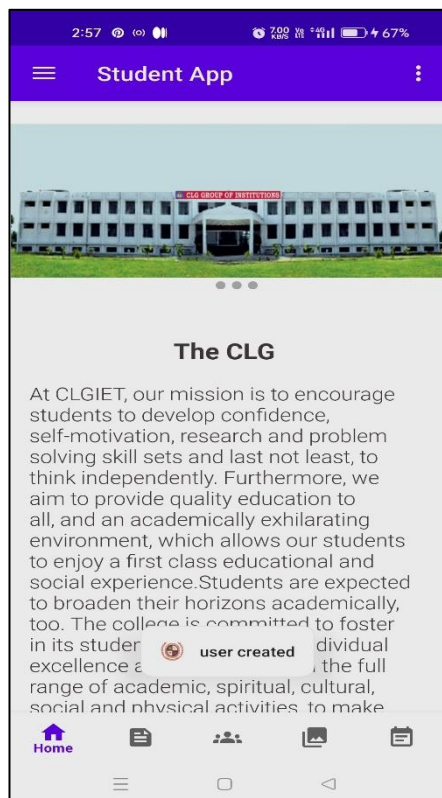 2:57 7.00 KB/S Vo LTE 4G 67%
Student App
CLG GROUP OF INSTITUTIONS
The CLG
At CLGIET, our mission is to encourage
students to develop confidence,
self-motivation, research and problem
solving skill sets and last not least, to
think independently. Furthermore, we
aim to provide quality education to
all, and an academically exhilarating
environment, which allows our students
to enjoy a first class educational and
social experience.Students are expected
to broaden their horizons academically,
too. The college is committed to foster
in its studen dividual
excellence a the full
user created
range of academic, spiritual, cultural,
social and physical activities, to make
Home